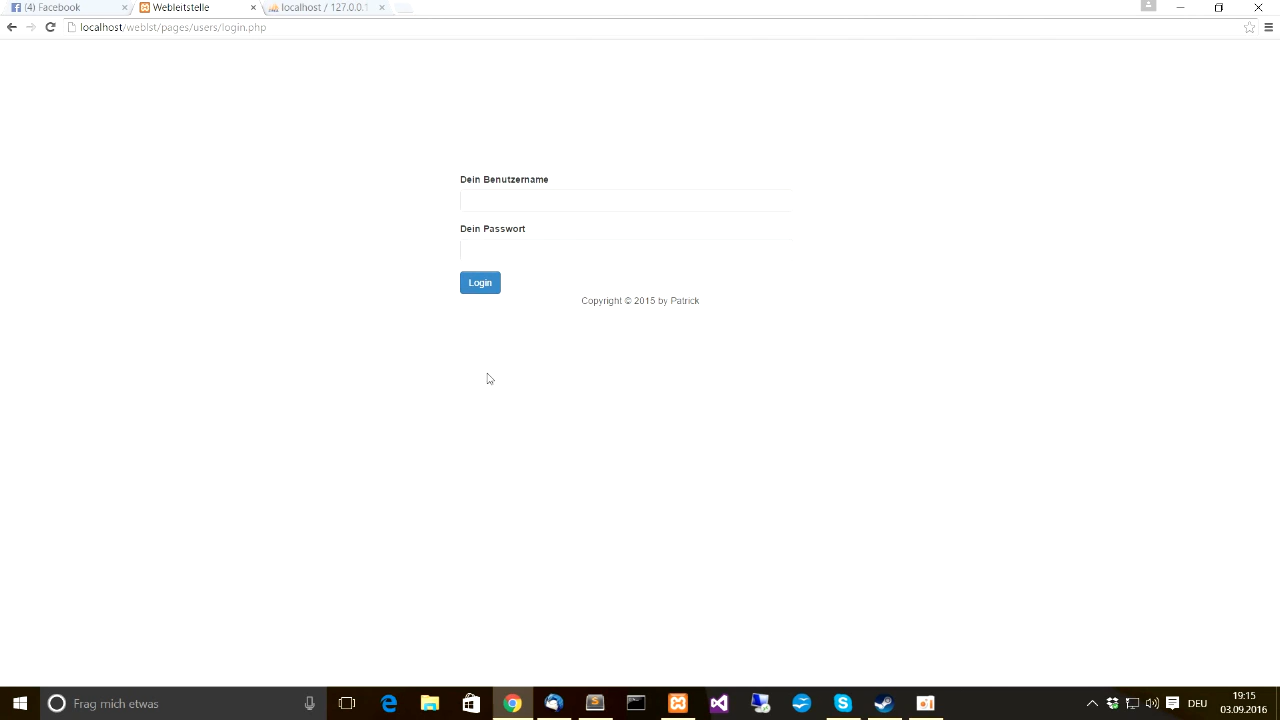 (4) Facebook
Webleitstelle
localhost / 127.0.0.1
localhost/weblst/pages/users/login.php
Dein Benutzername
Dein Passwort
Login
Copyright © 2015 by Patrick
Frag mich etwas
DEU
19:15
03.09.2016